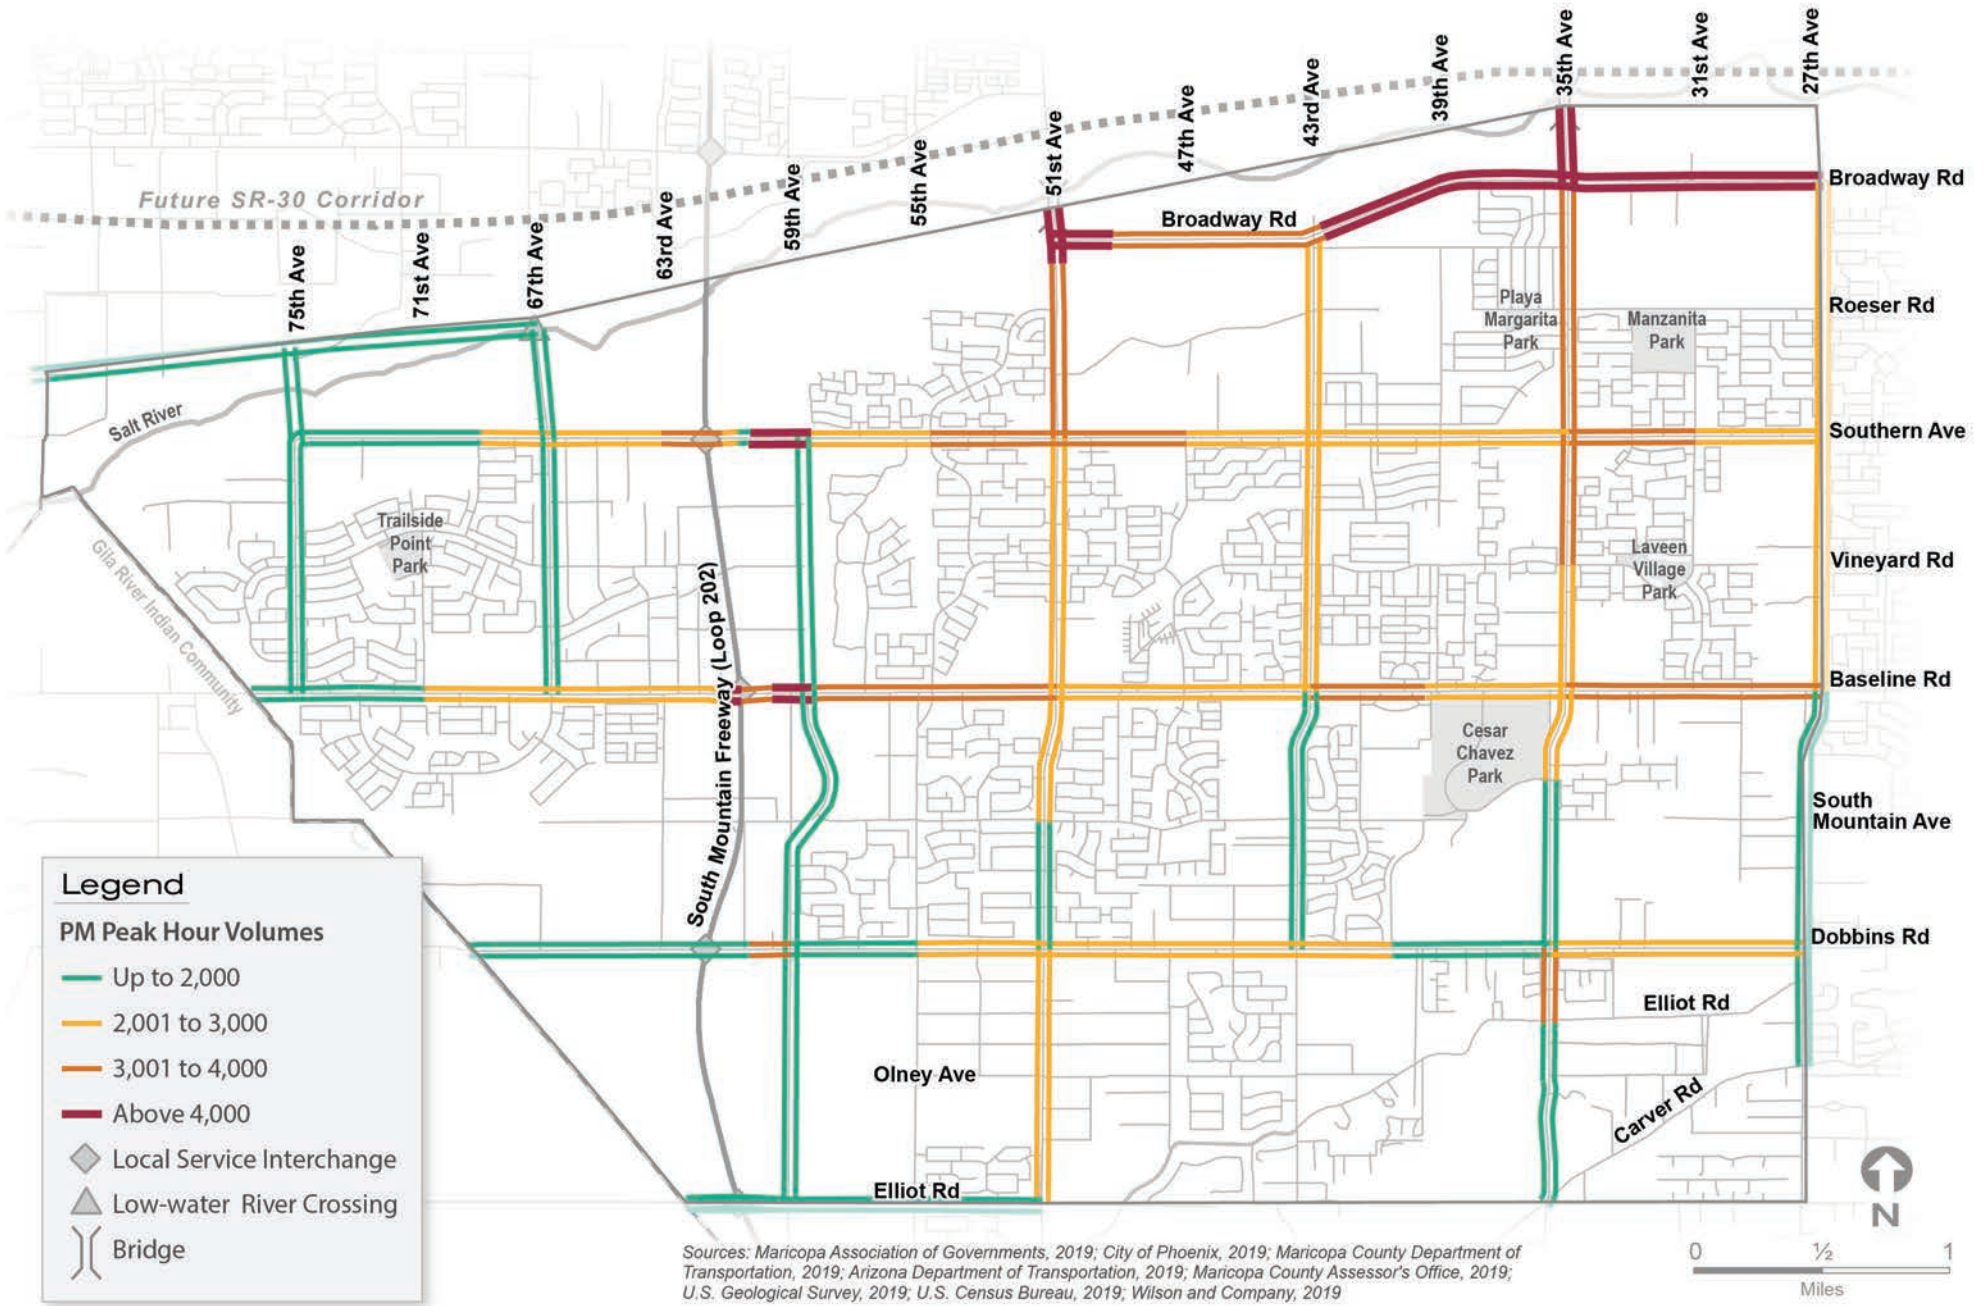 27th Ave
31st Ave
35th Ave
39th Ave
43rd Ave
47th Ave
51st Ave
55th Ave
59th Ave
63rd Ave
67th Ave
71st Ave
75th Ave
Future SR-30 Corridor
Broadway Rd
Broadway Rd
Roeser Rd
Playa
Margarita
Park
Manzanita
Park
Salt River
Southern Ave
Trailside
Point
Park
Laveen
Village
Park
Vineyard Rd
Gila River Indian Community
South Mountain Freeway (Loop 202)
Baseline Rd
Cesar
Chavez
Park
South
Mountain Ave
Dobbins Rd
Elliot Rd
Olney Ave
Carver Rd
Elliot Rd
Legend
PM Peak Hour Volumes
Up to 2,000
2,001 to 3,000
3,001 to 4,000
Above 4,000
Local Service Interchange
Low-water River Crossing
Bridge
N
0 ½ 1
Miles
Sources: Maricopa Association of Governments, 2019; City of Phoenix, 2019; Maricopa County Department of
Transportation, 2019; Arizona Department of Transportation, 2019; Maricopa County Assessor's Office, 2019;
U.S. Geological Survey, 2019; U.S. Census Bureau, 2019; Wilson and Company, 2019